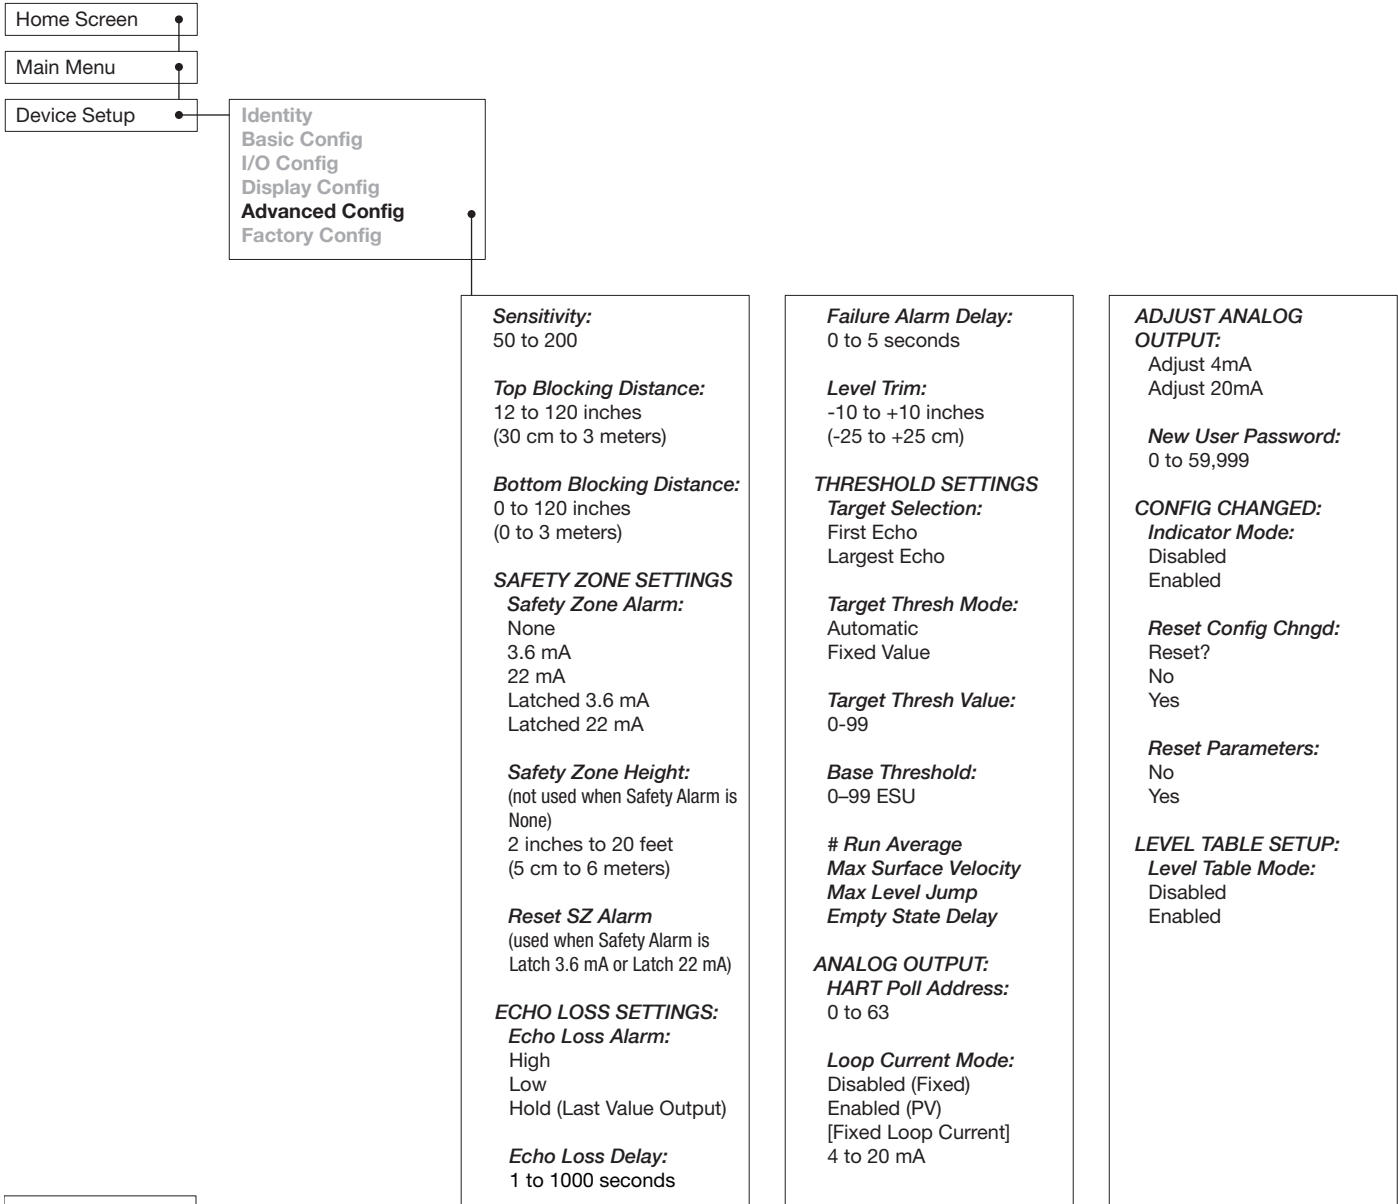 Home Screen
Main Menu
Device Setup
Identity
Basic Config
I/O Config
Display Config
Advanced Config
Factory Config
Sensitivity:
50 to 200
Top Blocking Distance:
12 to 120 inches
(30 cm to 3 meters)
Bottom Blocking Distance:
0 to 120 inches
(0 to 3 meters)
SAFETY ZONE SETTINGS
Safety Zone Alarm:
None
3.6 mA
22 mA
Latched 3.6 mA
Latched 22 mA
Safety Zone Height:
(not used when Safety Alarm is
None)
2 inches to 20 feet
(5 cm to 6 meters)
Reset SZ Alarm
(used when Safety Alarm is
Latch 3.6 mA or Latch 22 mA)
ECHO LOSS SETTINGS:
Echo Loss Alarm:
High
Low
Hold (Last Value Output)
Echo Loss Delay:
1 to 1000 seconds
Failure Alarm Delay:
0 to 5 seconds
Level Trim:
-10 to +10 inches
(-25 to +25 cm)
THRESHOLD SETTINGS
Target Selection:
First Echo
Largest Echo
Target Thresh Mode:
Automatic
Fixed Value
Target Thresh Value:
0-99
Base Threshold:
0–99 ESU
# Run Average
Max Surface Velocity
Max Level Jump
Empty State Delay
ANALOG OUTPUT:
HART Poll Address:
0 to 63
Loop Current Mode:
Disabled (Fixed)
Enabled (PV)
[Fixed Loop Current]
4 to 20 mA
ADJUST ANALOG
OUTPUT:
Adjust 4mA
Adjust 20mA
New User Password:
0 to 59,999
CONFIG CHANGED:
Indicator Mode:
Disabled
Enabled
Reset Config Chngd:
Reset?
No
Yes
Reset Parameters:
No
Yes
LEVEL TABLE SETUP:
Level Table Mode:
Disabled
Enabled